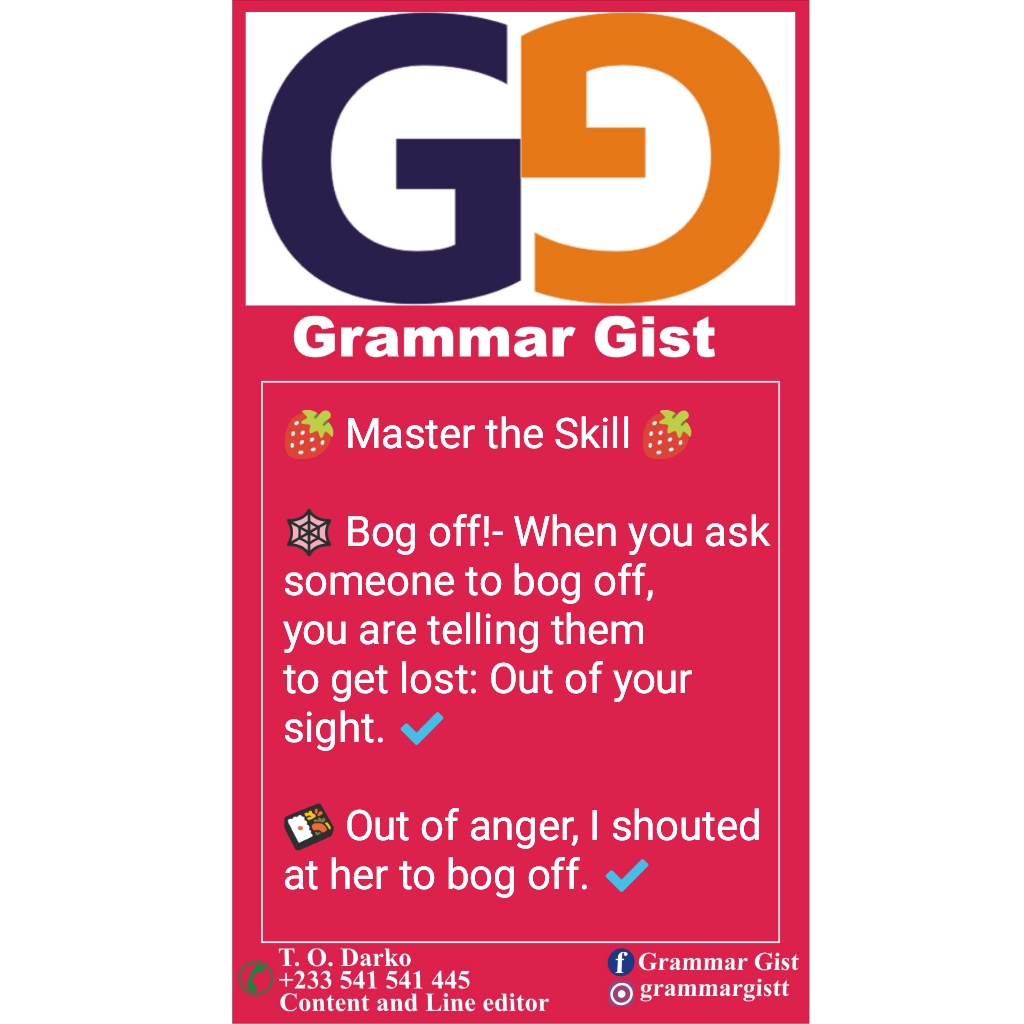 GG
Grammar Gist
🍓 Master the Skill 🍓
🕸 Bog off!- When you ask
someone to bog off,
you are telling them
to get lost: Out of your
sight. ✔
🍱 Out of anger, I shouted
at her to bog off. ✔
T. O. Darko
+233 541 541 445
Content and Line editor
Grammar Gist
grammargistt